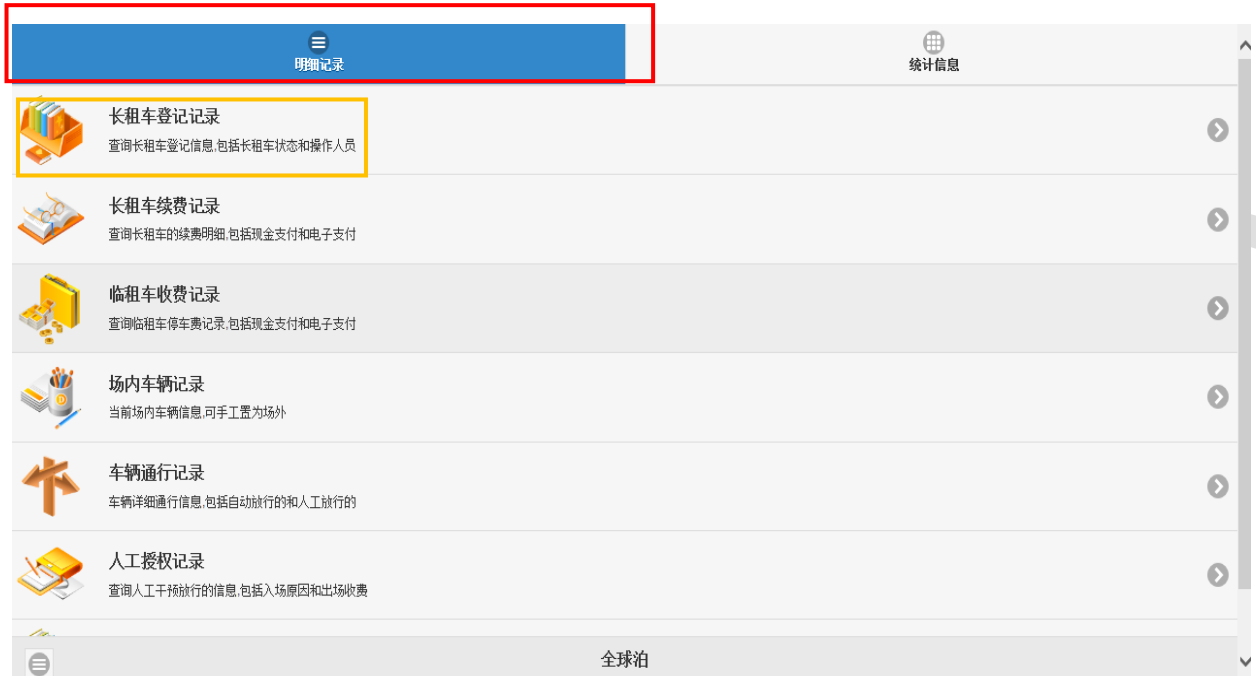 明细记录
统计信息
长租车登记记录
查询长租车登记信息,包括长租车状态和操作人员
长租车续费记录
查询长租车的续费明细,包括现金支付和电子支付
临租车收费记录
查询临租车停车费记录,包括现金支付和电子支付
场内车辆记录
当前场内车辆信息,可手工置为场外
车辆通行记录
车辆详细通行信息,包括自动放行的和人工放行的
人工授权记录
查询人工干预放行的信息,包括入场原因和出场收费
全球泊